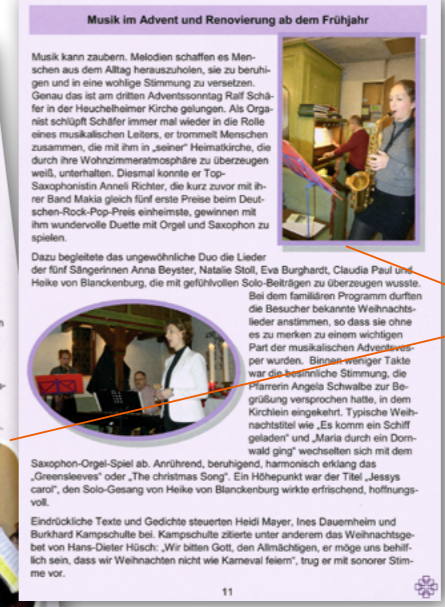 Musik im Advent und Renovierung ab dem Frühjahr
Musik kann zaubern. Melodien schaffen es Men-
schen aus dem Alltag herauszuholen, sie zu beruhi-
gen und in eine wohlige Stimmung zu versetzen.
Genau das ist am dritten Adventssonntag Ralf Schä-
fer in der Heuchelheimer Kirche gelungen. Als Orga-
nist schlüpft Schäfer immer mal wieder in die Rolle
eines musikalischen Leiters, er trommelt Menschen
zusammen, die mit ihm in „seiner" Heimatkirche, die
durch ihre Wohnzimmeratmosphäre zu überzeugen
weiß, unterhalten. Diesmal konnte er Top-
Saxophonistin Anneli Richter, die kurz zuvor mit ih-
rer Band Makia gleich fünf erste Preise beim Deut-
schen-Rock-Pop-Preis einheimste, gewinnen mit
ihm wundervolle Duette mit Orgel und Saxophon zu
spielen.
Dazu begleitete das ungewöhnliche Duo die Lieder
der fünf Sängerinnen Anna Beyster, Natalie Stoll, Eva Burghardt, Claudia Paul und
Heike von Blanckenburg, die mit gefühlvollen Solo-Beiträgen zu überzeugen wusste.
Bei dem familiären Programm durften
die Besucher bekannte Weihnachts-
lieder anstimmen, so dass sie ohne
es zu merken zu einem wichtigen
Part der musikalischen Adventsves-
per wurden. Binnen weniger Takte
war die besinnliche Stimmung, die
Pfarrerin Angela Schwalbe zur Be-
grüßung versprochen hatte, in dem
Kirchlein eingekehrt. Typische Weih-
nachtstitel wie „Es komm ein Schiff
geladen" und „Maria durch ein Dorn-
wald ging" wechselten sich mit dem
Saxophon-Orgel-Spiel ab. Anrührend, beruhigend, harmonisch erklang das
„Greensleeves" oder „The christmas Song". Ein Höhepunkt war der Titel „Jessys
carol", den Solo-Gesang von Heike von Blanckenburg wirkte erfrischend, hoffnungs-
voll.
Eindrückliche Texte und Gedichte steuerten Heidi Mayer, Ines Dauernheim und
Burkhard Kampschulte bei. Kampschulte zitierte unter anderem das Weihnachtsge-
bet von Hans-Dieter Hüsch: „Wir bitten Gott, den Allmächtigen, er möge uns behilf-
lich sein, dass wir Weihnachten nicht wie Karneval feiern", trug er mit sonorer Stim-
me vor.
11